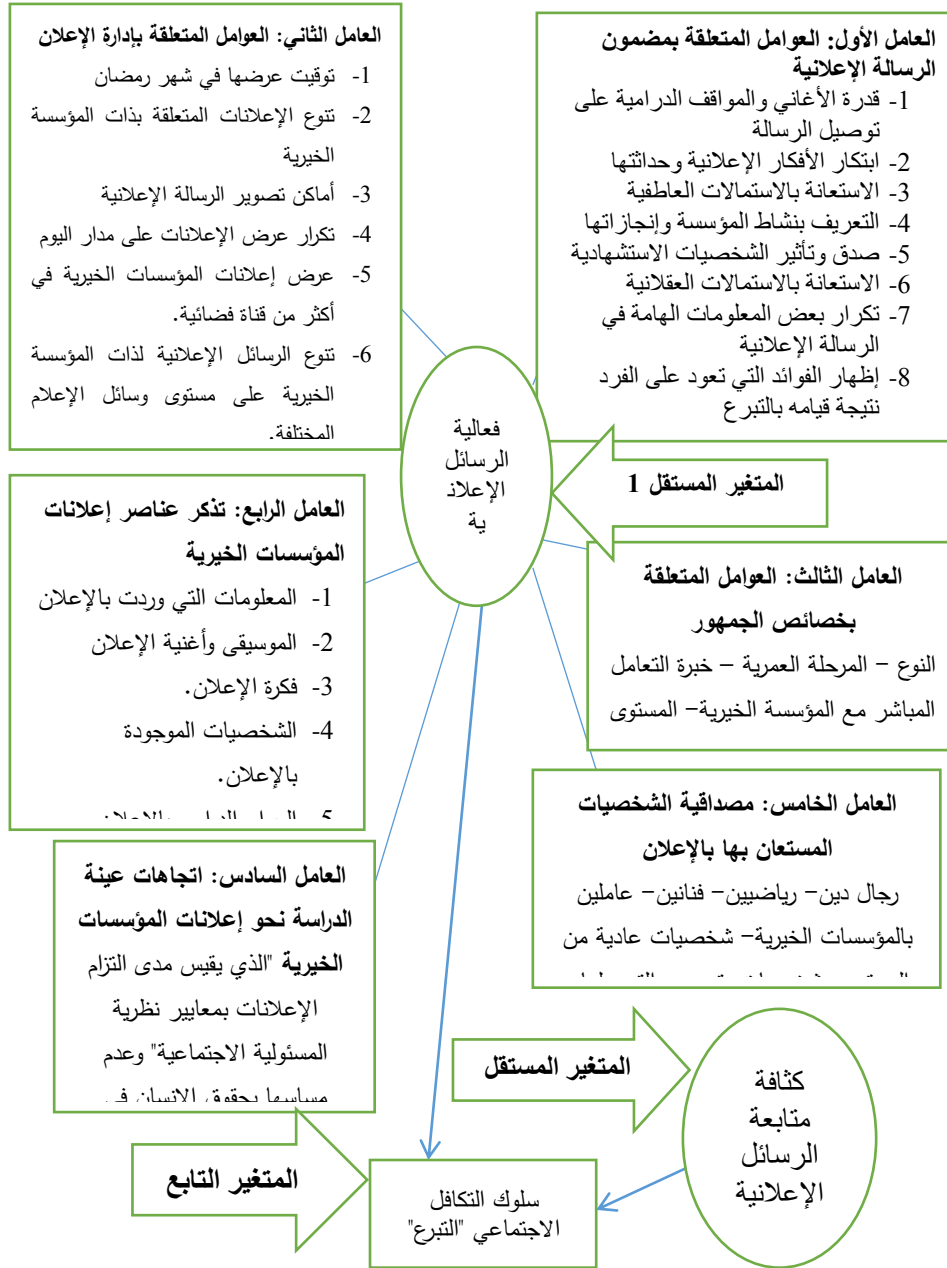 العامل الأول: العوامل المتعلقة بمضمون
الرسالة الإعلانية
1- قدرة الأغاني والمواقف الدرامية على
توصيل الرسالة
2- ابتكار الأفكار الإعلانية وحداثتها
3- الاستعانة بالاستمالات العاطفية
4- التعريف بنشاط المؤسسة وإنجازاتها
5- صدق وتأثير الشخصيات الاستشهادية
6- الاستعانة بالاستمالات العقلانية
7- تكرار بعض المعلومات الهامة في
الرسالة الإعلانية
8- إظهار الفوائد التي تعود على الفرد
نتيجة قيامه بالتبرع
العامل الثاني: العوامل المتعلقة بإدارة الإعلان
1- توقيت عرضها في شهر رمضان
2- تنوع الإعلانات المتعلقة بذات المؤسسة
الخيرية
3- أماكن تصوير الرسالة الإعلانية
4- تكرار عرض الإعلانات على مدار اليوم
5- عرض إعلانات المؤسسات الخيرية في
أكثر من قناة فضائية.
6- تنوع الرسائل الإعلانية لذات المؤسسة
الخيرية على مستوى وسائل الإعلام
المختلفة.
فعالية
الرسائل
الإعلانـ
ية
المتغير المستقل 1
العامل الثالث: العوامل المتعلقة
بخصائص الجمهور
النوع – المرحلة العمرية – خبرة التعامل
المباشر مع المؤسسة الخيرية– المستوى
العامل الرابع: تذكر عناصر إعلانات
المؤسسات الخيرية
1- المعلومات التي وردت بالإعلان
2- الموسيقى وأغنية الإعلان
3- فكرة الإعلان.
4- الشخصيات الموجودة
بالإعلان.
العامل الخامس: مصداقية الشخصيات
المستعان بها بالإعلان
رجال دين– رياضيين– فنانين– عاملين
بالمؤسسات الخيرية– شخصيات عادية من
العامل السادس: اتجاهات عينة
الدراسة نحو إعلانات المؤسسات
الخيرية "الذي يقيس مدى التزام
الإعلانات بمعايير نظرية
المسئولية الاجتماعية" وعدم
مساسها بحقوق الإنسان في
المتغير المستقل
كثافة
متابعة
الرسائل
الإعلانية
المتغير التابع
سلوك التكافل
الاجتماعي "التبرع"